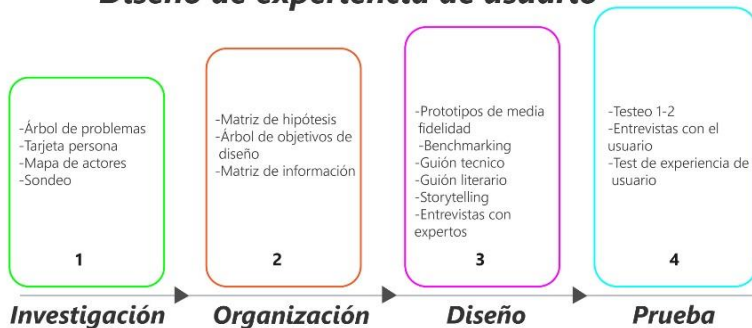 Diseño de experiencia de usuario
-Árbol de problemas
-Tarjeta persona
-Mapa de actores
-Sondeo
1
-Matriz de hipótesis
-Árbol de objetivos de
diseño
-Matriz de información
2
-Prototipos de media
fidelidad
-Benchmarking
-Guión tecnico
-Guión literario
-Storytelling
-Entrevistas con
expertos
3
-Testeo 1-2
-Entrevistas con el
usuario
-Test de experiencia de
usuario
4
Investigación
Organización
Diseño
Prueba